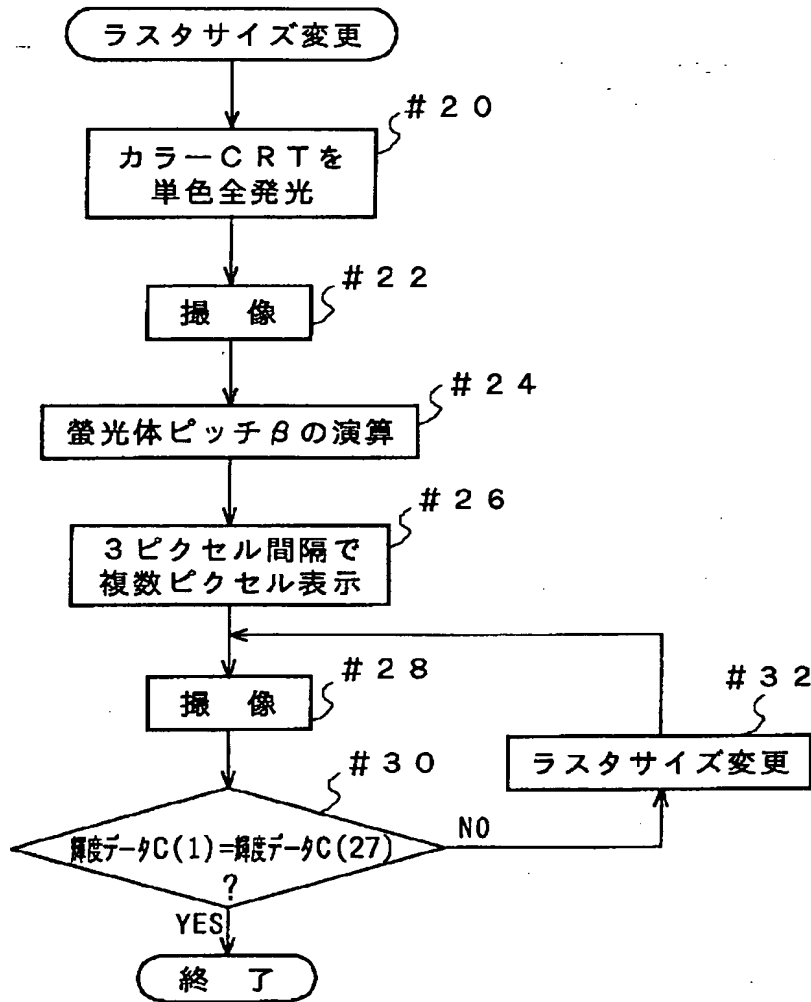 ラスタサイズ変更
#20
カラーCRTを
単色全発光
#22
撮 像
#24
螢光体ピッチβの演算
#26
3ピクセル間隔で
複数ピクセル表示
#28
撮 像
#32
ラスタサイズ変更
#30
輝度データC(1)=輝度データC(27)
?
NO
YES
終 了